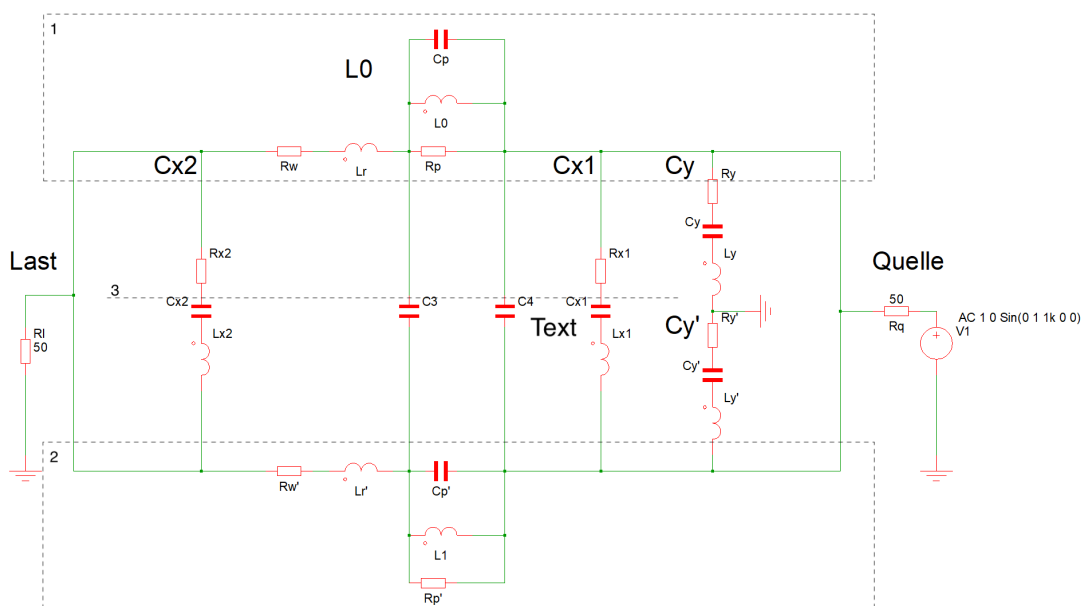 1
Cp
L0
L0
Cx2
Rw
Lr
Rp
Cx1
Cy
Ry
Cy
Ly
Rx2
Rx1
Last
Quelle
3
Cx2
C3
C4
Cx1
50
AC 1 0 Sin(0 1 1k 0 0)
V1
Rq
Lx2
Text
Lx1
Cy'
Ry'
Rl
50
Cy'
Ly'
2
Rw'
Lr'
Cp'
L1
Rp'